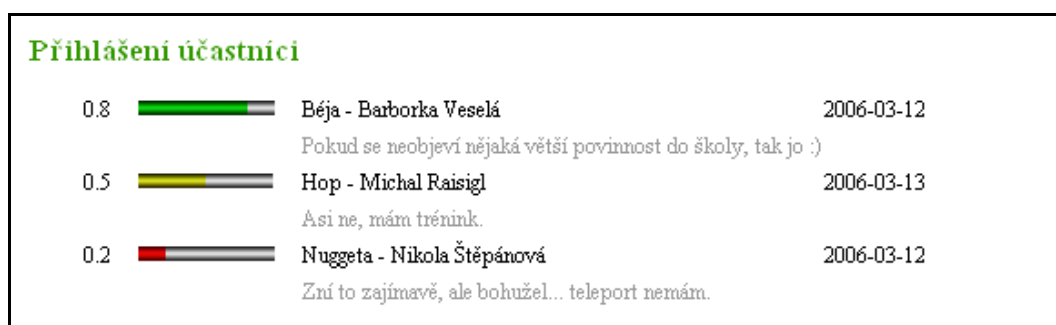 Přihlášení účastníci
0.8 Béja - Barborka Veselá 2006-03-12
Pokud se neobjeví nějaká větší povinnost do školy, tak jo :)
0.5 Hop - Michal Raisigl 2006-03-13
Asi ne, mám trénink.
0.2 Nuggeta - Nikola Štěpánová 2006-03-12
Zní to zajímavě, ale bohužel... teleport nemám.